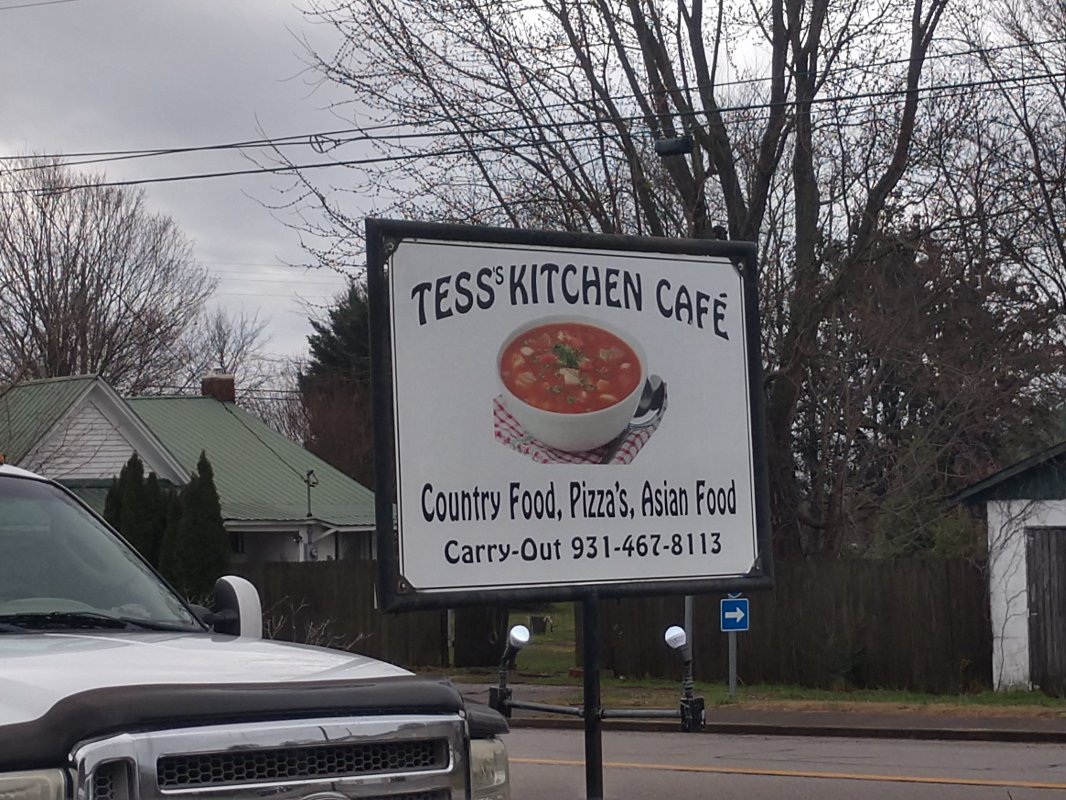 TESS'S KITCHEN CAFÉ
Country Food, Pizza's, Asian Food
Carry-Out 931-467-8113